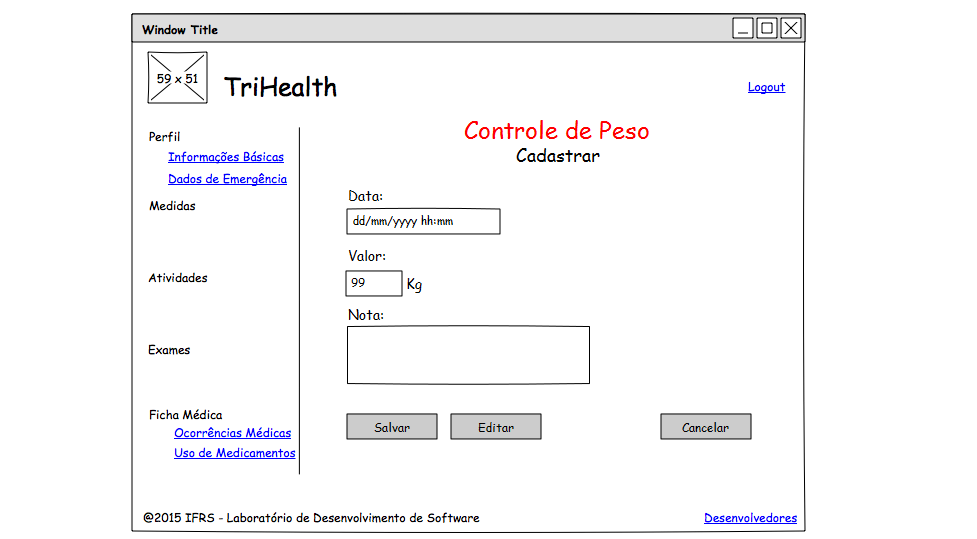 Window Title
59 x 51
TriHealth
Logout
Perfil
Informações Básicas
Dados de Emergência
Medidas
Atividades
Exames
Ficha Médica
Ocorrências Médicas
Uso de Medicamentos
Controle de Peso
Cadastrar
Data:
dd/mm/yyyy hh:mm
Valor:
99 Kg
Nota:
Salvar Editar Cancelar
@2015 IFRS - Laboratório de Desenvolvimento de Software
Desenvolvedores